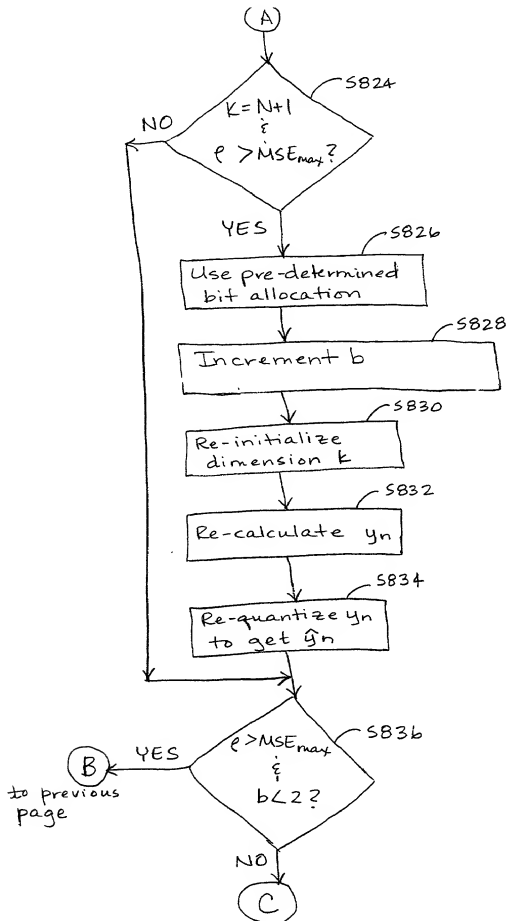 A
S824
K=N+1
&
ρ >MSEmax?
NO
YES
S826
Use pre-determined
bit allocation
S828
Increment b
S830
Re-initialize
dimension k
S832
Re-calculate yn
S834
Re-quantize yn
to get ŷn
S836
ρ>MSEmax
&
b<2?
YES
B
to previous
page
NO
C